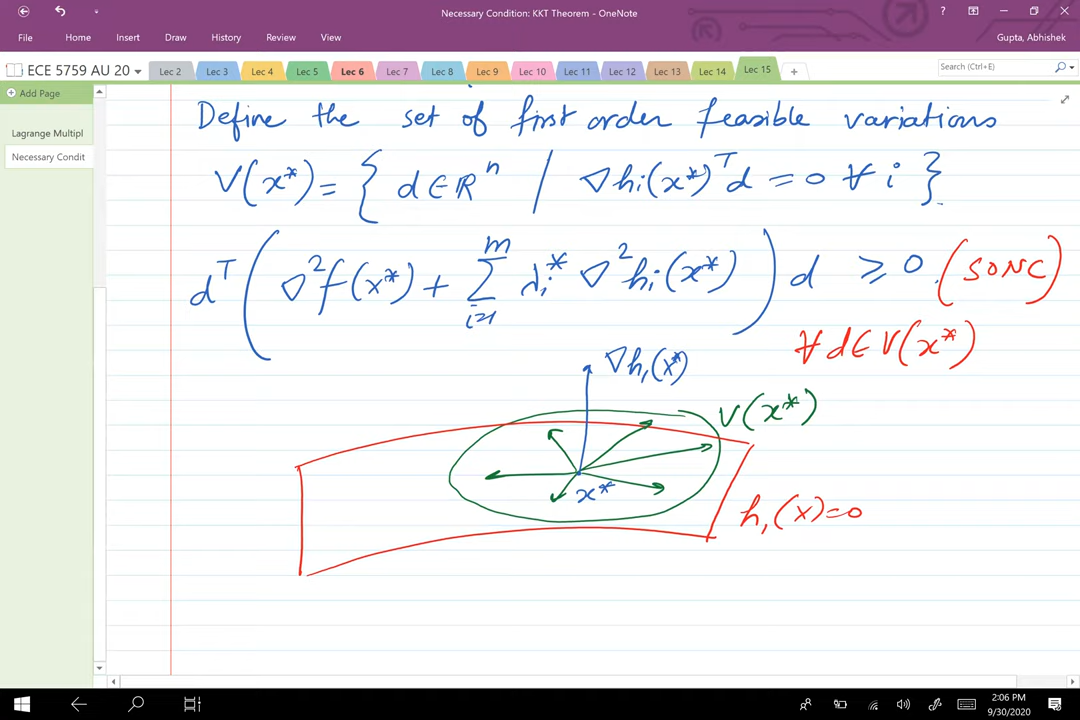 Necessary Condition: KKT Theorem - OneNote
File Home Insert Draw History Review View
Gupta, Abhishek
ECE 5759 AU 20
Lec 2 Lec 3 Lec 4 Lec 5 Lec 6 Lec 7 Lec 8 Lec 9 Lec 10 Lec 11 Lec 12 Lec 13 Lec 14 Lec 15
Search (Ctrl+E)
Add Page
Lagrange Multipl
Necessary Condit
Define the set of first order feasible variations
V(x*) = { d ∈ ℝⁿ / ∇hi(x*)ᵀd = 0 ∀ i }
dᵀ ( ∇²f(x*) + Σ_{i=1}^{m} λi* ∇²hi(x*) ) d ≥ 0. (SONC)
∀ d ∈ V(x*)
∇h₁(x*)
V(x*)
x*
h₁(x)=0
2:06 PM
9/30/2020